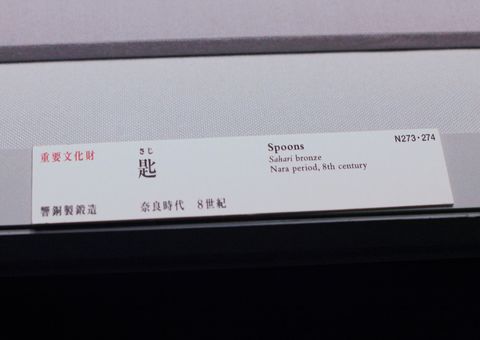 重要文化財
さじ
匙
響銅製鍛造
奈良時代 8世紀
Spoons
Sahari bronze
Nara period, 8th century
N273・274